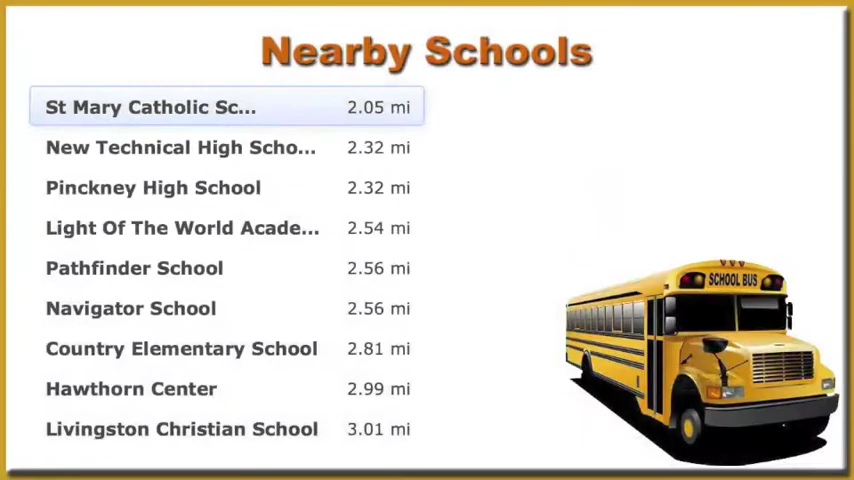 Nearby Schools
St Mary Catholic Sc... 2.05 mi
New Technical High Scho... 2.32 mi
Pinckney High School 2.32 mi
Light Of The World Acade... 2.54 mi
Pathfinder School 2.56 mi
Navigator School 2.56 mi
Country Elementary School 2.81 mi
Hawthorn Center 2.99 mi
Livingston Christian School 3.01 mi
SCHOOL BUS